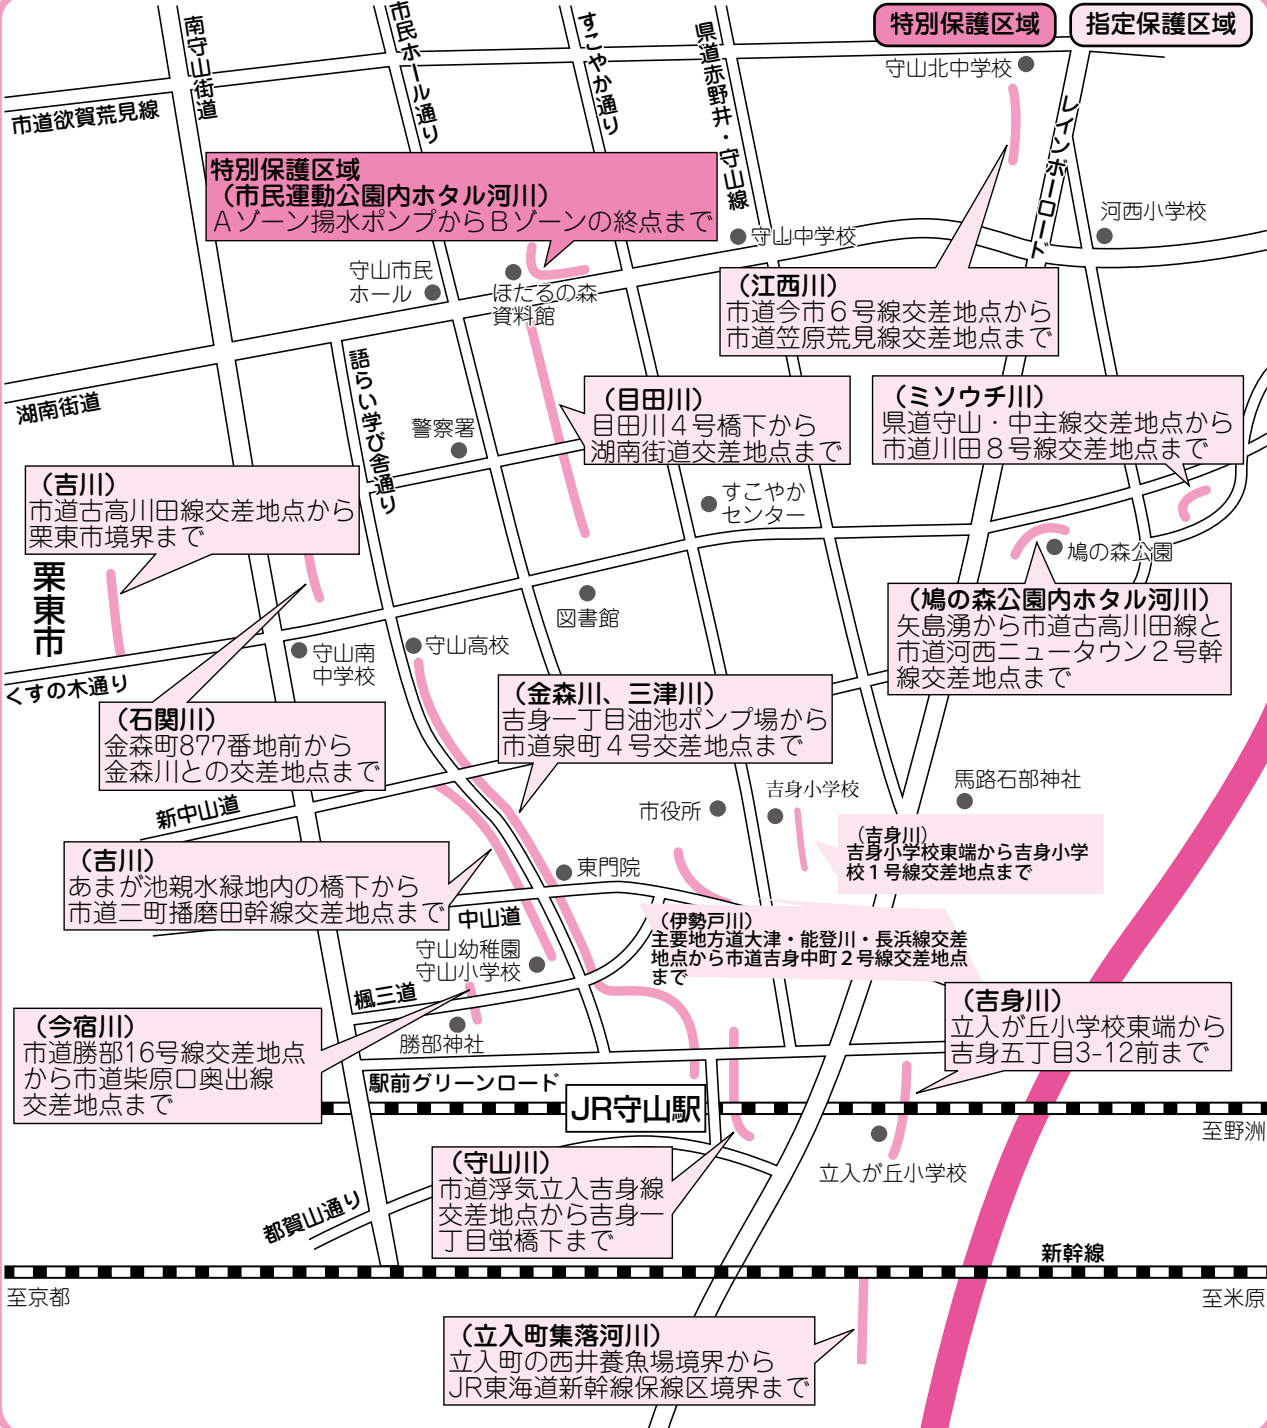 特別保護区域
指定保護区域
南守山街道
市民ホール通り
すこやか通り
県道赤野井・守山線
レインボーロード
守山北中学校
市道欲賀荒見線
特別保護区域
（市民運動公園内ホタル河川）
Ａゾーン揚水ポンプからＢゾーンの終点まで
河西小学校
守山中学校
守山市民
ホール
ほたるの森
資料館
（江西川）
市道今市６号線交差地点から
市道笠原荒見線交差地点まで
語らい学び舎通り
湖南街道
警察署
（目田川）
目田川４号橋下から
湖南街道交差地点まで
（ミソウチ川）
県道守山・中主線交差地点から
市道川田８号線交差地点まで
（吉川）
市道古高川田線交差地点から
栗東市境界まで
すこやか
センター
鳩の森公園
栗東市
図書館
（鳩の森公園内ホタル河川）
矢島湧から市道古高川田線と
市道河西ニュータウン２号幹
線交差地点まで
守山南
中学校
守山高校
くすの木通り
（石関川）
金森町877番地前から
金森川との交差地点まで
（金森川、三津川）
吉身一丁目油池ポンプ場から
市道泉町４号交差地点まで
新中山道
市役所
吉身小学校
馬路石部神社
（吉身川）
吉身小学校東端から吉身小学
校１号線交差地点まで
（吉川）
あまが池親水緑地内の橋下から
市道二町播磨田幹線交差地点まで
東門院
中山道
（伊勢戸川）
主要地方道大津・能登川・長浜線交差
地点から市道吉身中町２号線交差地点
まで
守山幼稚園
守山小学校
楓三道
（吉身川）
立入が丘小学校東端から
吉身五丁目3-12前まで
（今宿川）
市道勝部16号線交差地点
から市道柴原口奥出線
交差地点まで
勝部神社
駅前グリーンロード
JR守山駅
至野洲
立入が丘小学校
（守山川）
市道浮気立入吉身線
交差地点から吉身一
丁目蛍橋下まで
都賀山通り
新幹線
至京都
至米原
（立入町集落河川）
立入町の西井養魚場境界から
JR東海道新幹線保線区境界まで